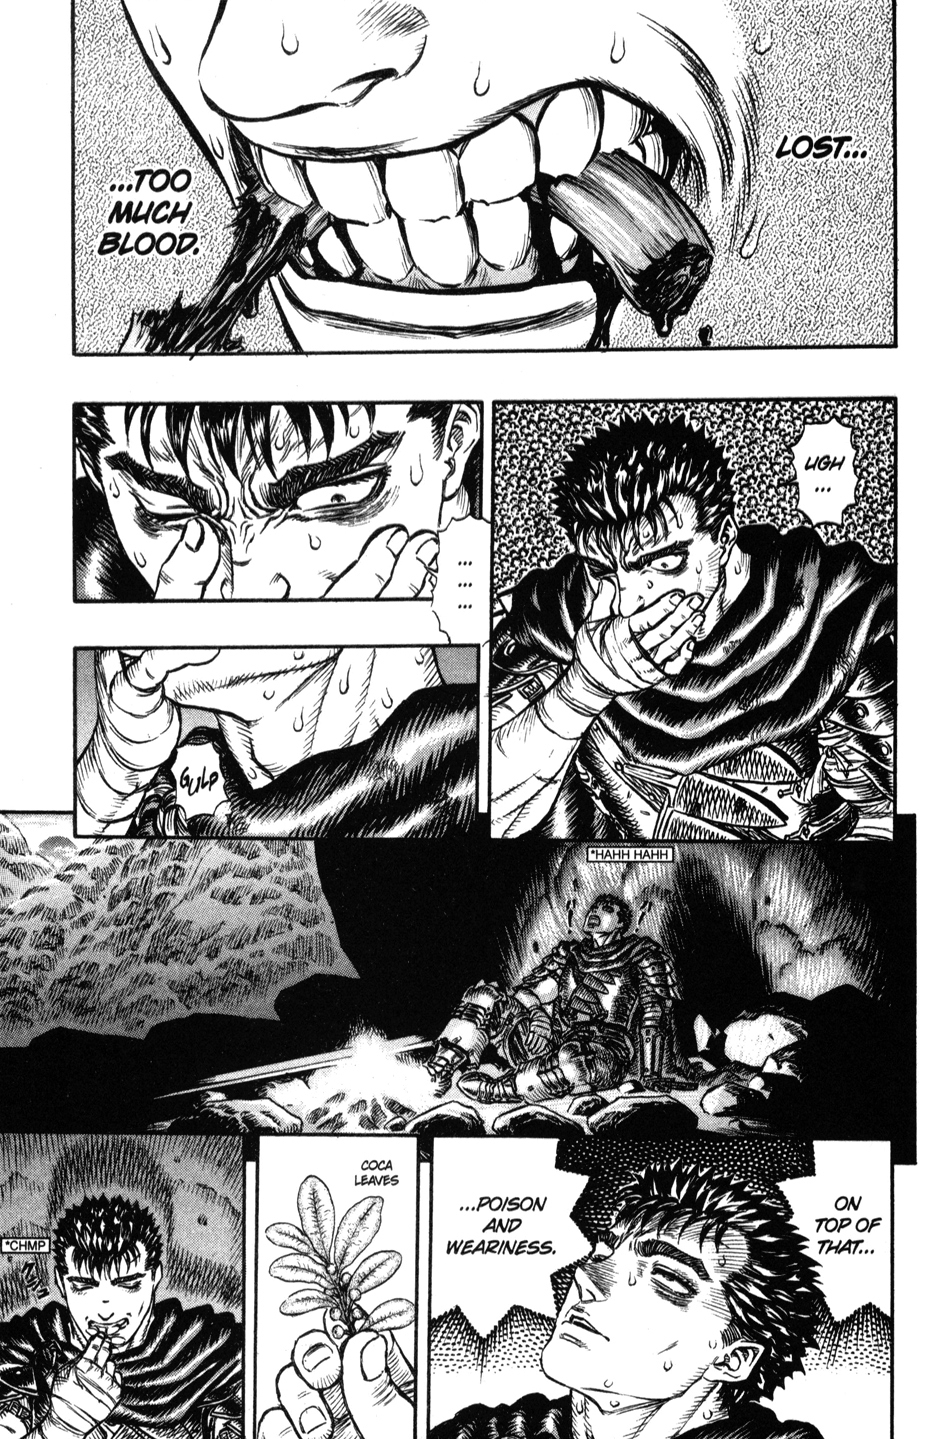 LOST...
...TOO
MUCH
BLOOD.
UGH
...
...
...
...
GULP
*HAHH HAHH
ON
TOP OF
THAT...
...POISON
AND
WEARINESS.
COCA
LEAVES
*CHMP